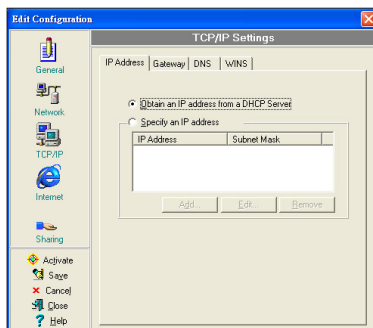 Edit Configuration
TCP/IP Settings
General
Network
TCP/IP
Internet
Sharing
Activate
Save
Cancel
Close
Help
IP Address Gateway DNS WINS
Obtain an IP address from a DHCP Server
Specify an IP address
IP Address Subnet Mask
Add... Edit... Remove